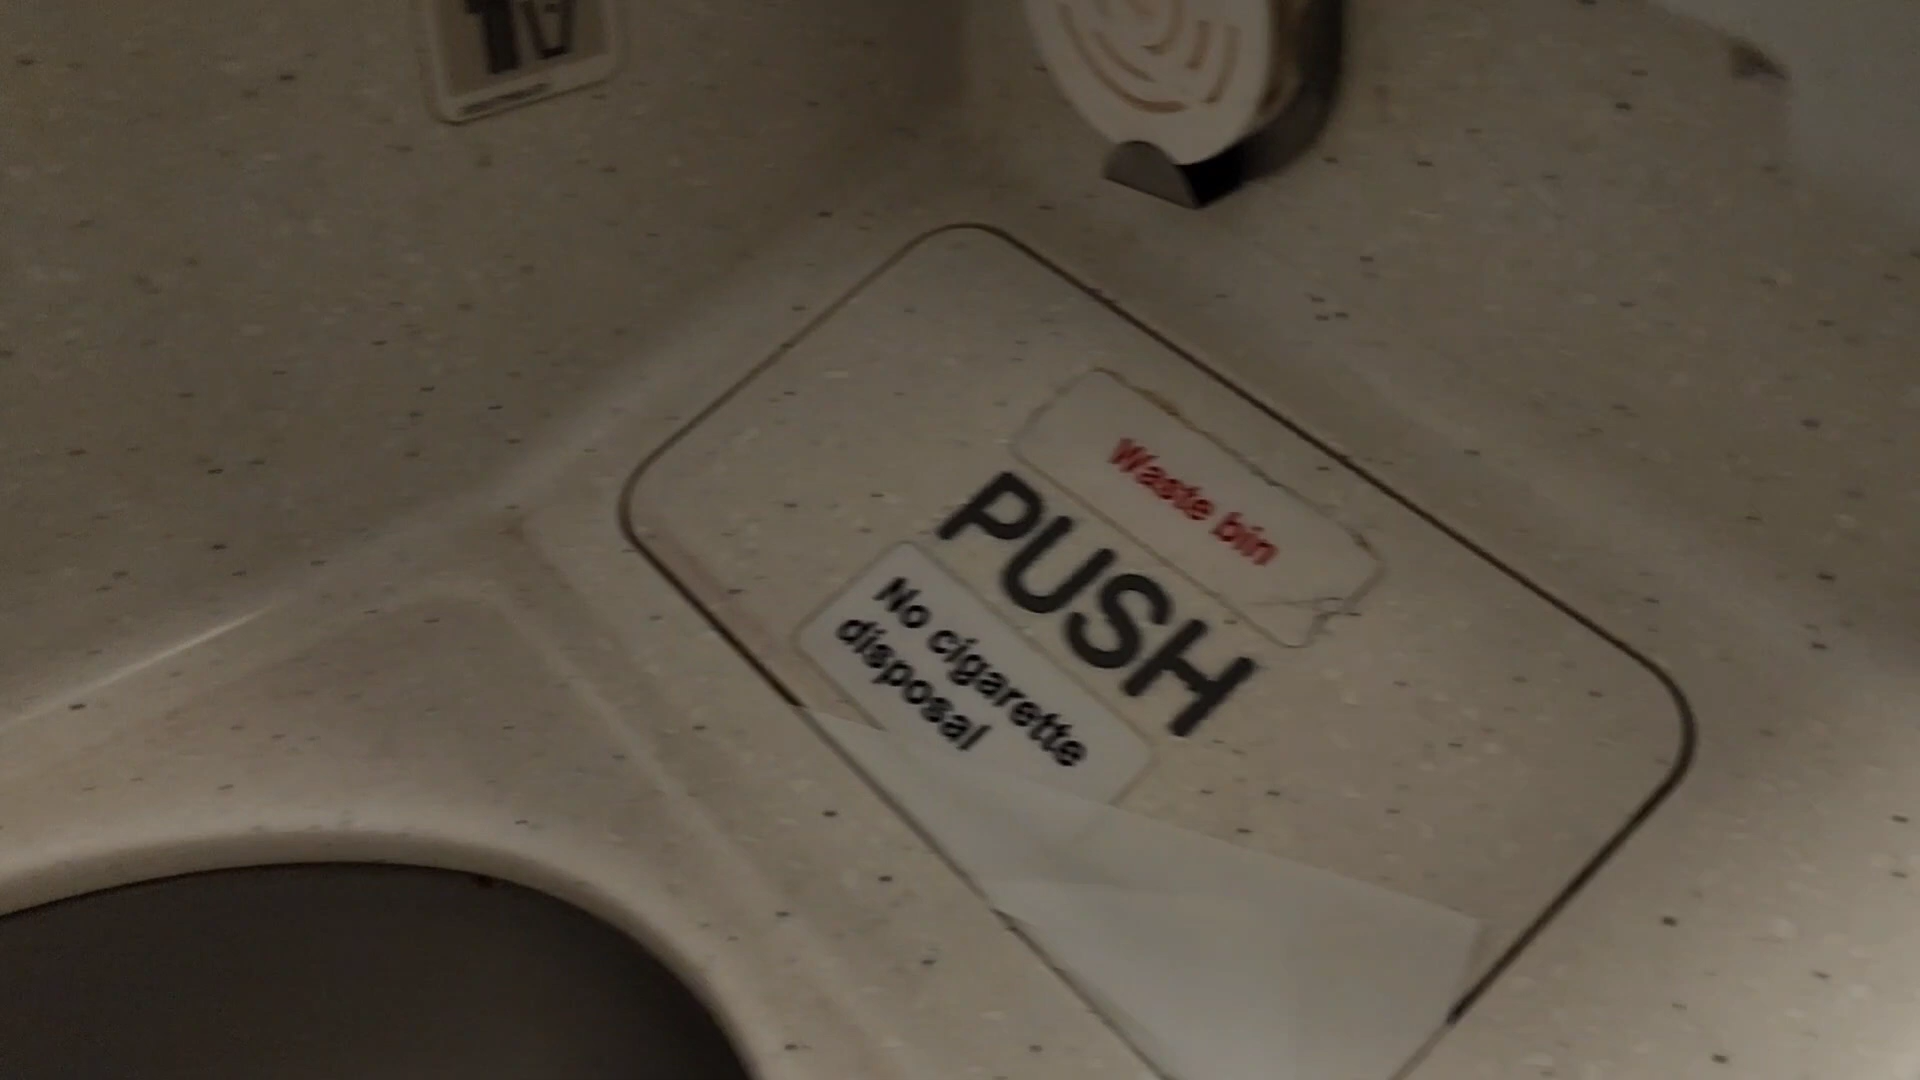 Waste bin
PUSH
No cigarette
disposal